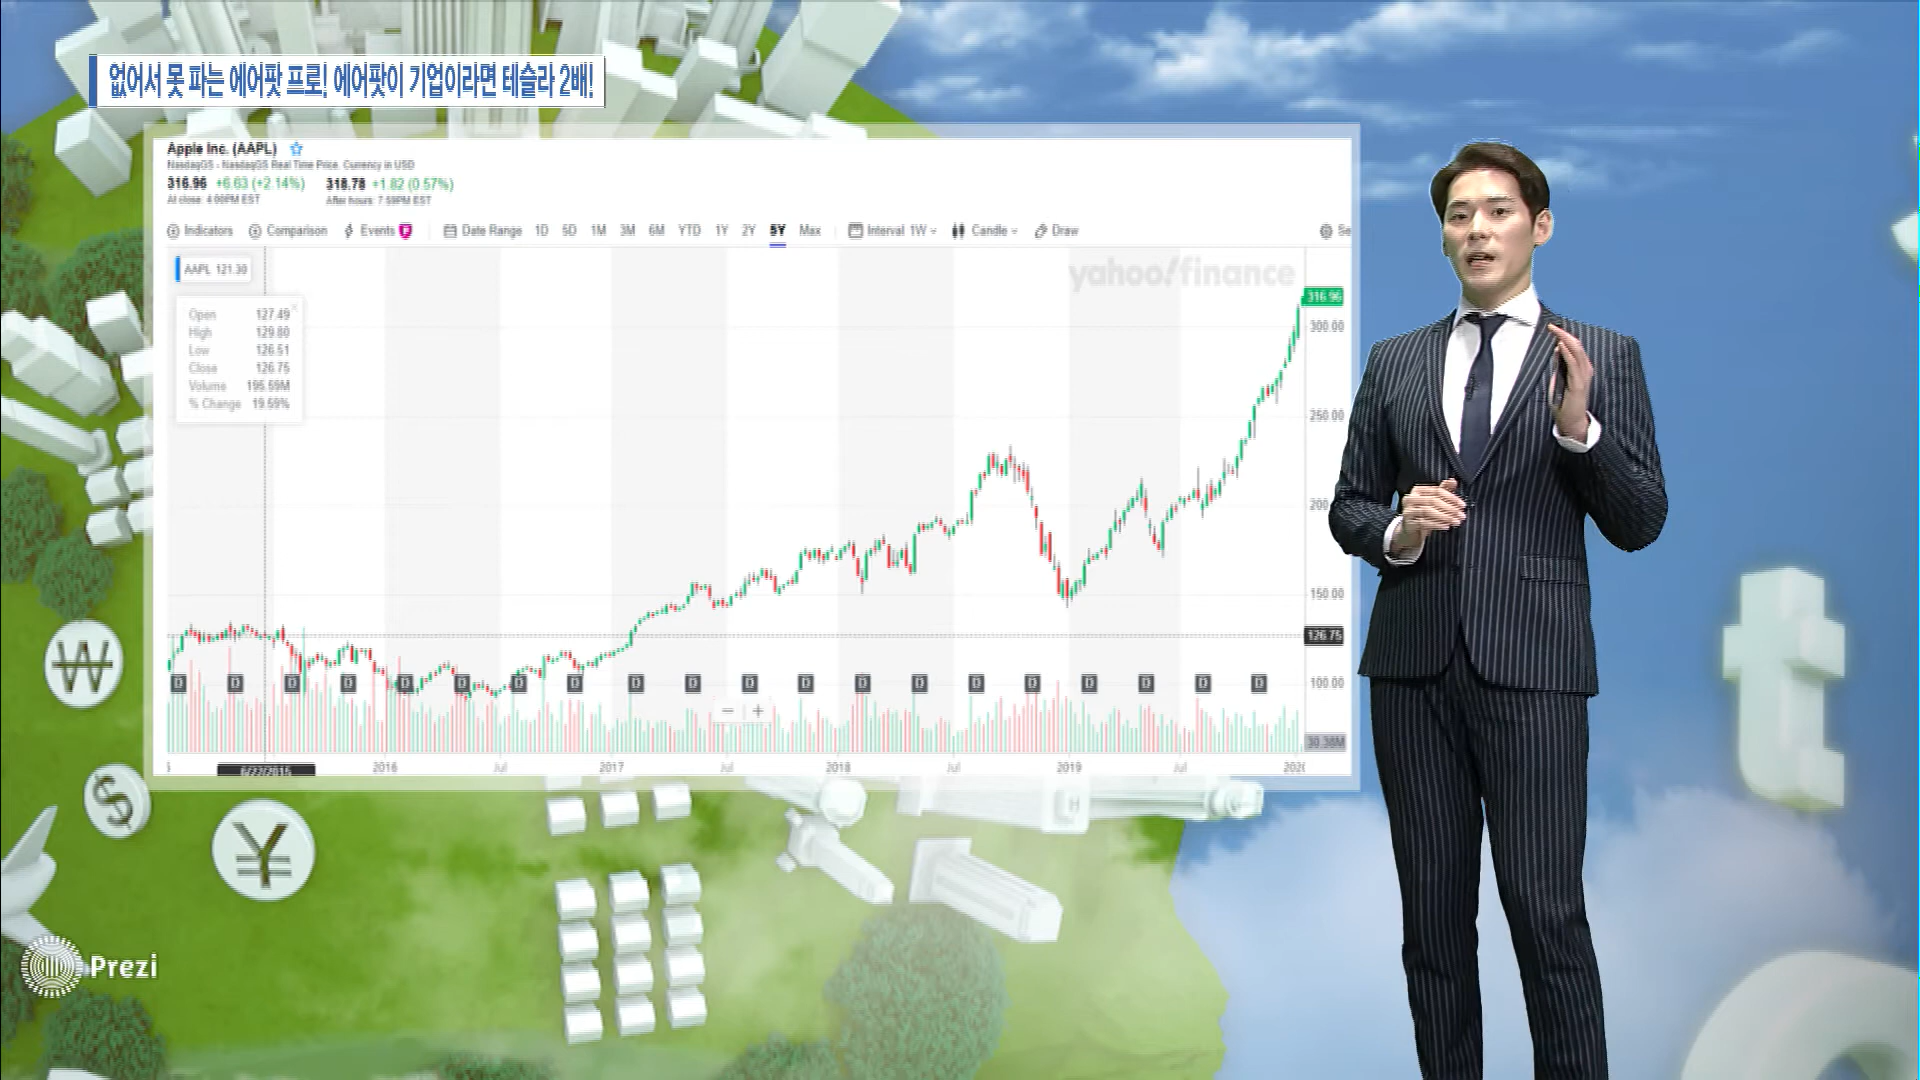 없어서 못 파는 에어팟 프로! 에어팟이 기업이라면 테슬라 2배!
Apple Inc. (AAPL)
NasdaqGS - NasdaqGS Real Time Price. Currency in USD
316.96 +6.63 (+2.14%) 318.78 +1.82 (0.57%)
At close: 4:00PM EST After hours: 7:59PM EST
Indicators Comparison Events Date Range 1D 5D 1M 3M 6M YTD 1Y 2Y 5Y Max Interval 1W Candle Draw Se
AAPL 121.30
yahoo!finance
Open 127.49
High 129.80
Low 126.51
Close 126.75
Volume 195.59M
% Change 19.59%
316.96
300.00
250.00
200.00
150.00
126.75
100.00
D D D D D D D D D D D D D D D D D D D D
− +
30.38M
2016 Jul 2017 Jul 2018 Jul 2019 Jul 2020
₩
$
¥
H
t
Prezi